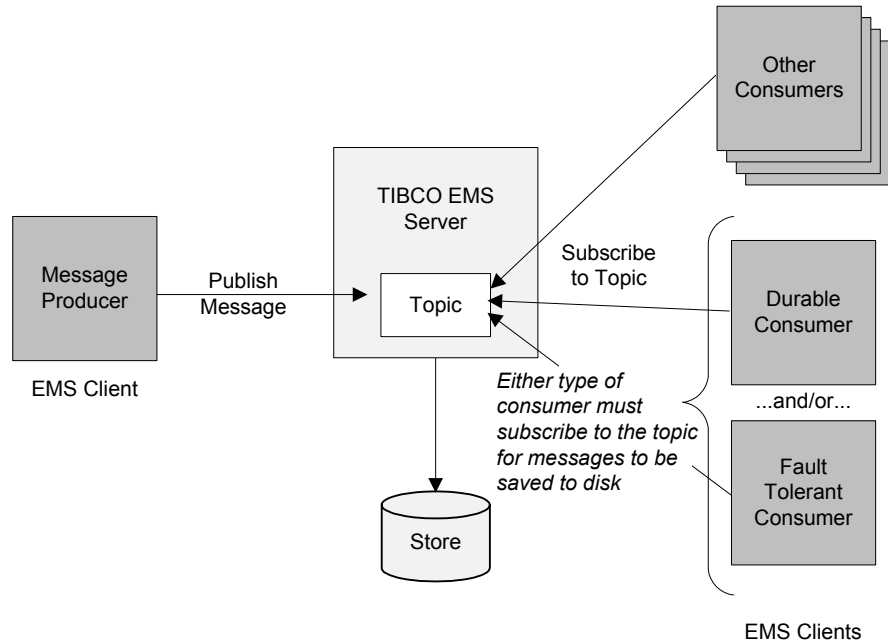 Other
Consumers
TIBCO EMS
Server
Message
Producer
Publish
Message
Subscribe
to Topic
Topic
Durable
Consumer
EMS Client
Either type of
consumer must
subscribe to the topic
for messages to be
saved to disk
...and/or...
Fault
Tolerant
Consumer
Store
EMS Clients